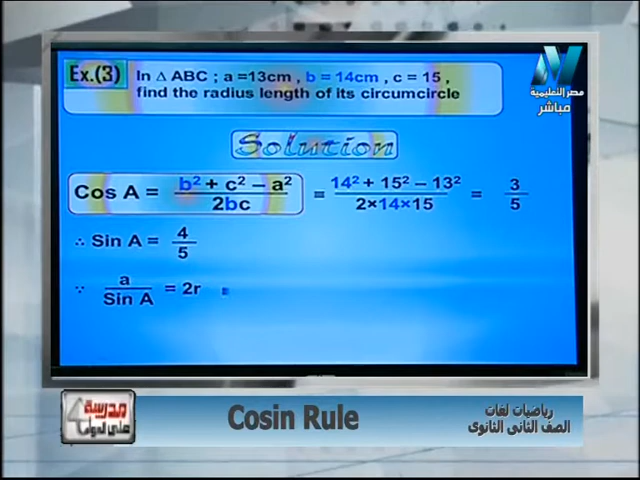 Ex.(3) In Δ ABC ; a =13cm , b = 14cm , c = 15 ,
find the radius length of its circumcircle
مصر التعليمية
مباشر
Solution
Cos A = b² + c² – a² / 2bc = 14² + 15² – 13² / 2×14×15 = 3 / 5
∴ Sin A = 4 / 5
∵ a / Sin A = 2r
مدرسة
على الهواء
Cosin Rule
رياضيات لغات
الصف الثانى الثانوى